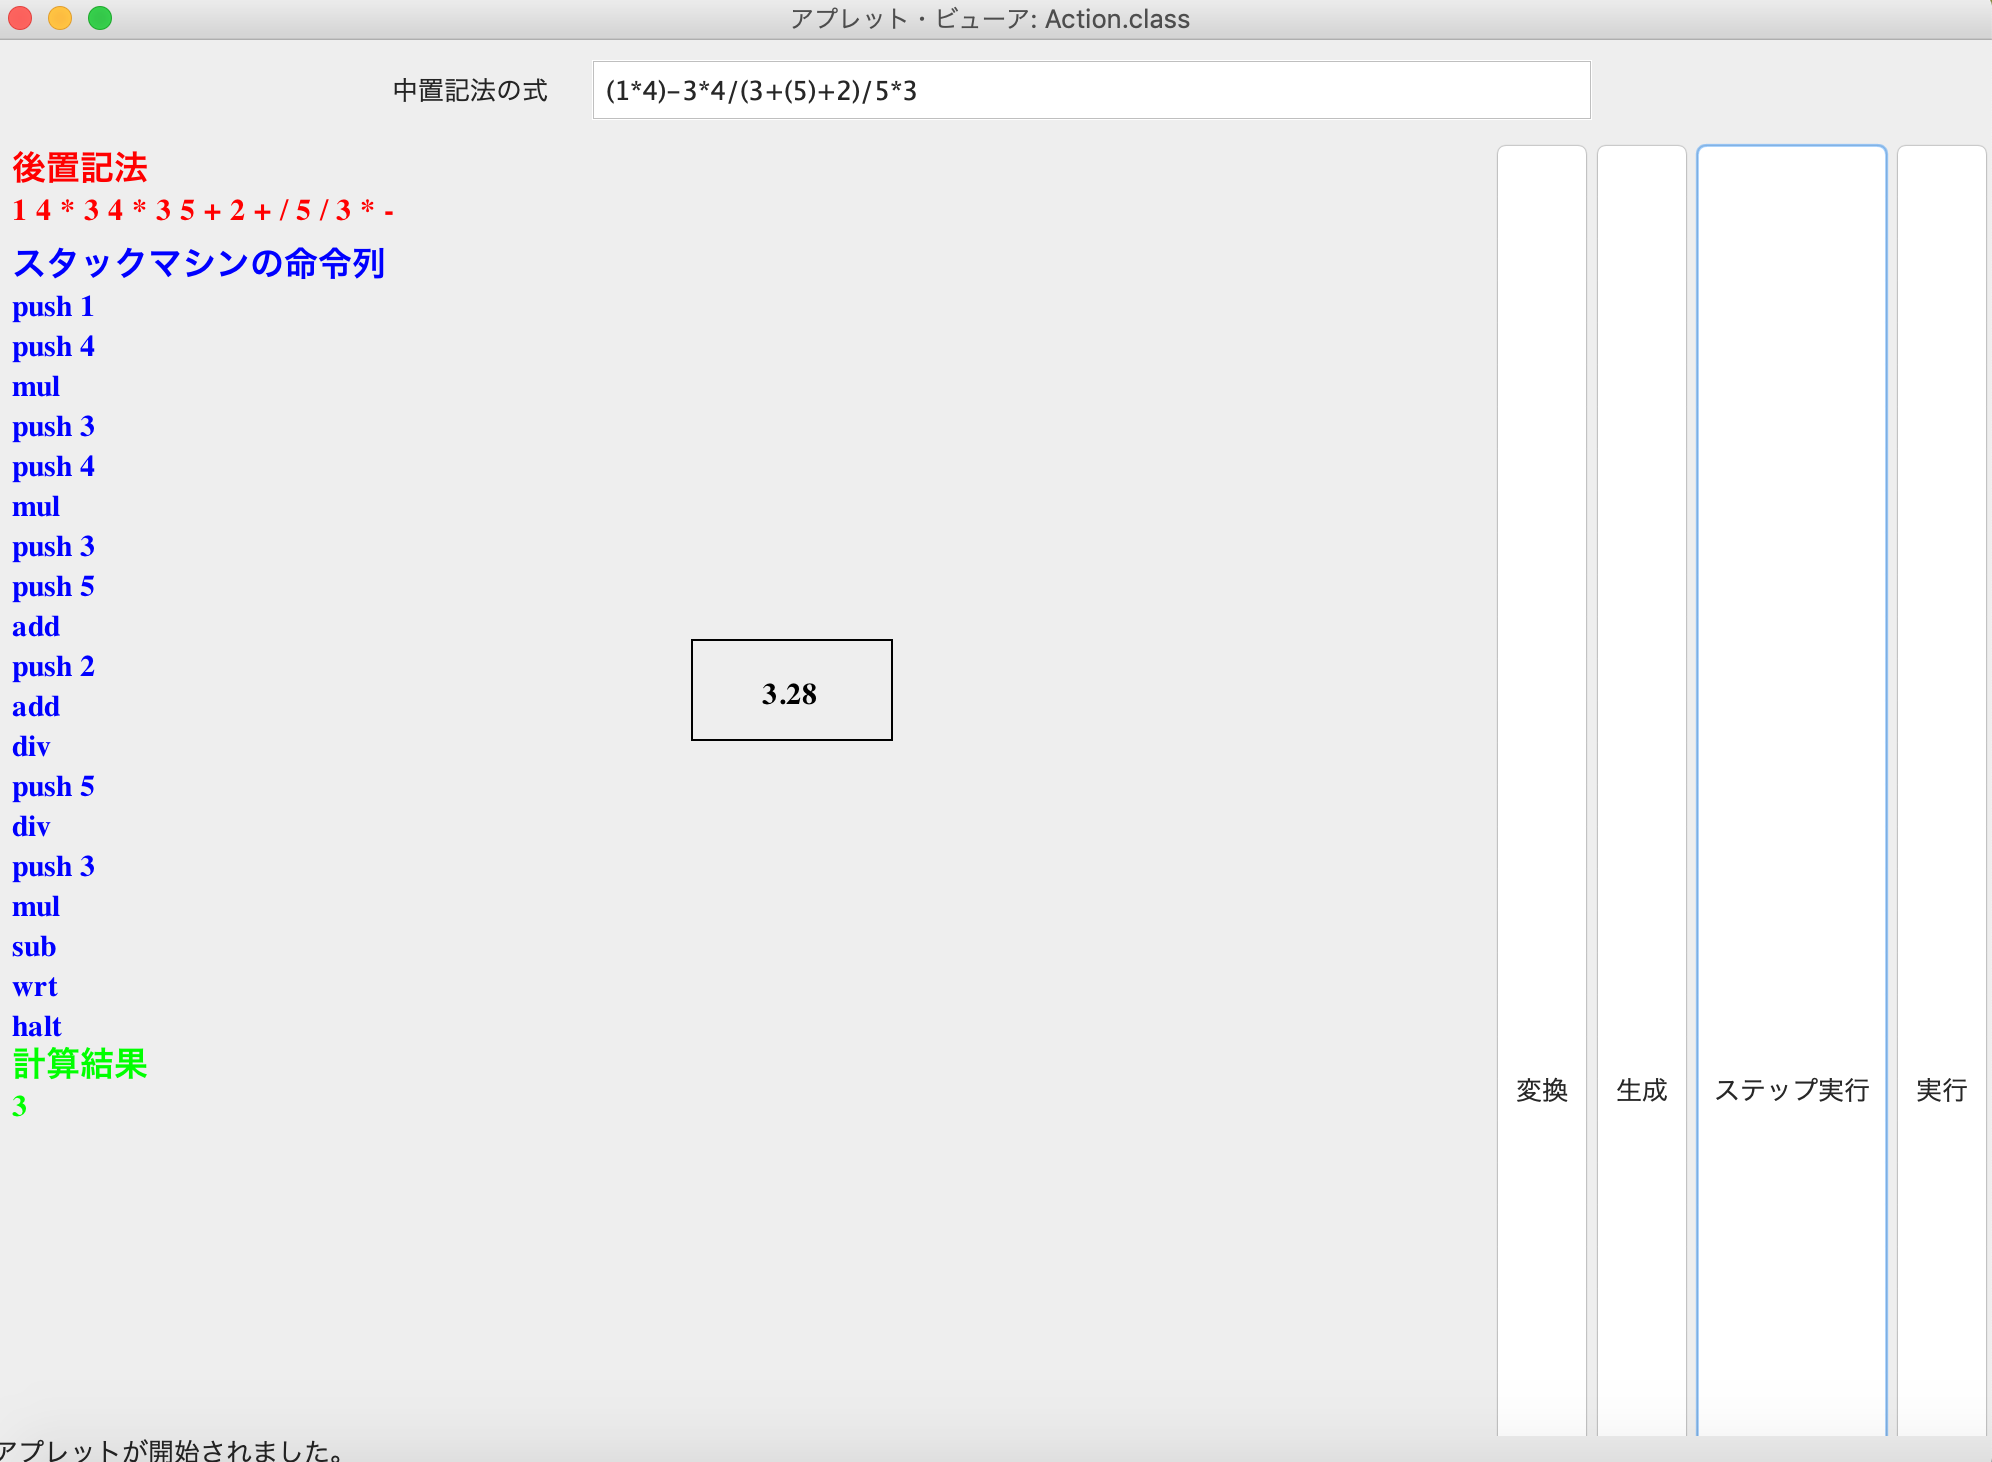 アプレット・ビューア: Action.class
中置記法の式 (1*4)−3*4/(3+(5)+2)/5*3
後置記法
1 4 * 3 4 * 3 5 + 2 + / 5 / 3 * -
スタックマシンの命令列
push 1
push 4
mul
push 3
push 4
mul
push 3
push 5
add
push 2
add
div
push 5
div
push 3
mul
sub
wrt
halt
計算結果
3
3.28
変換 生成 ステップ実行 実行
アプレットが開始されました。